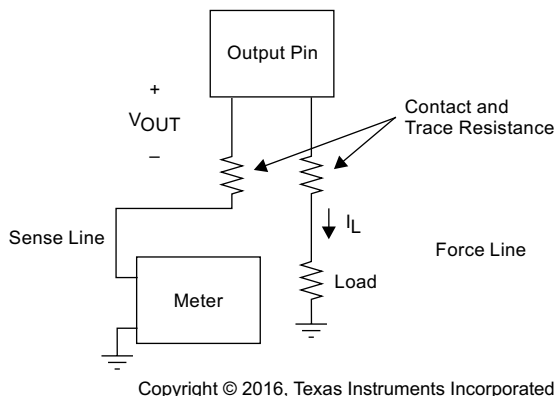 Output Pin
+
VOUT
–
Contact and
Trace Resistance
Sense Line
IL
Force Line
Load
Meter
Copyright © 2016, Texas Instruments Incorporated